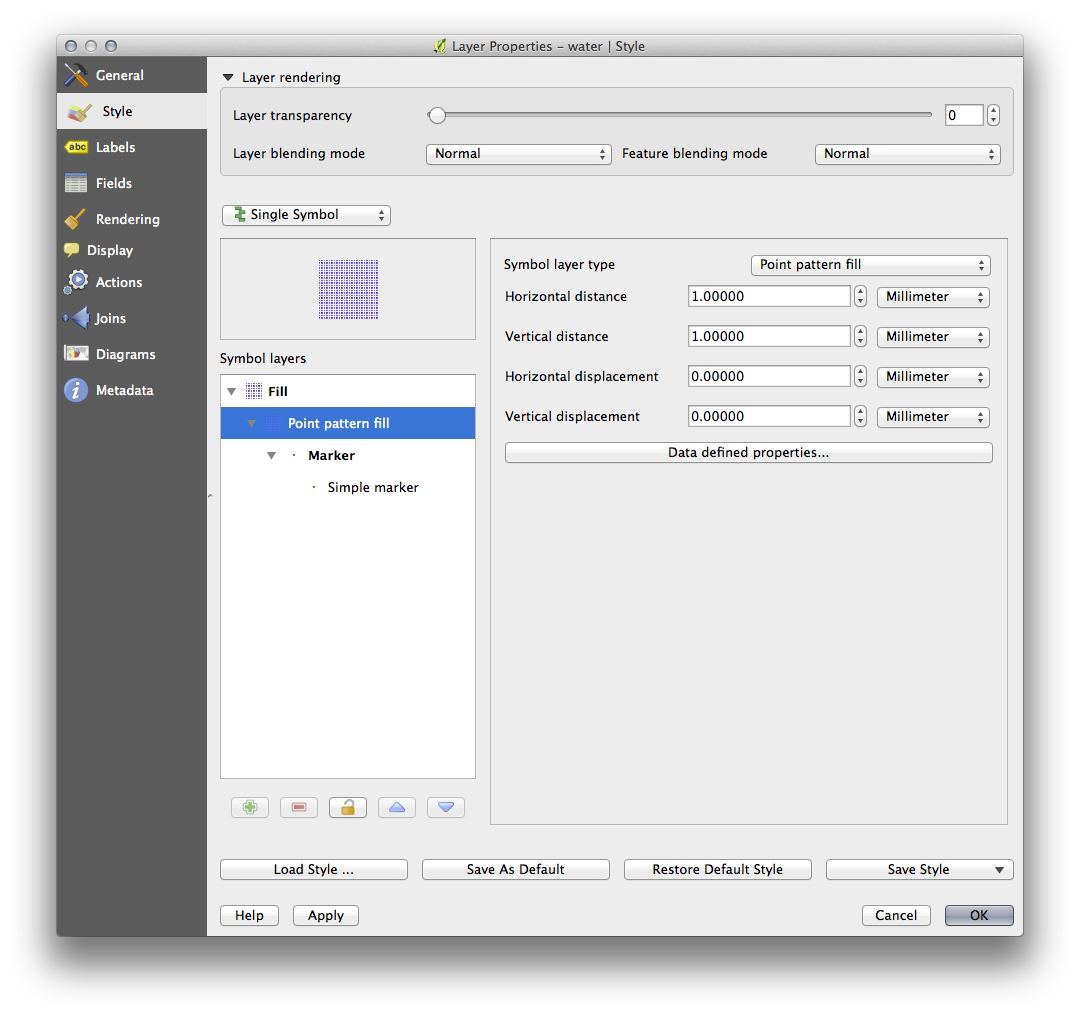 Layer Properties – water | Style
General
Style
abc Labels
Fields
Rendering
Display
Actions
Joins
Diagrams
i Metadata
Layer rendering
Layer transparency 0
Layer blending mode Normal Feature blending mode Normal
Single Symbol
Symbol layers
Fill
Point pattern fill
Marker
Simple marker
Symbol layer type Point pattern fill
Horizontal distance 1.00000 Millimeter
Vertical distance 1.00000 Millimeter
Horizontal displacement 0.00000 Millimeter
Vertical displacement 0.00000 Millimeter
Data defined properties...
Load Style ... Save As Default Restore Default Style Save Style
Help Apply Cancel OK